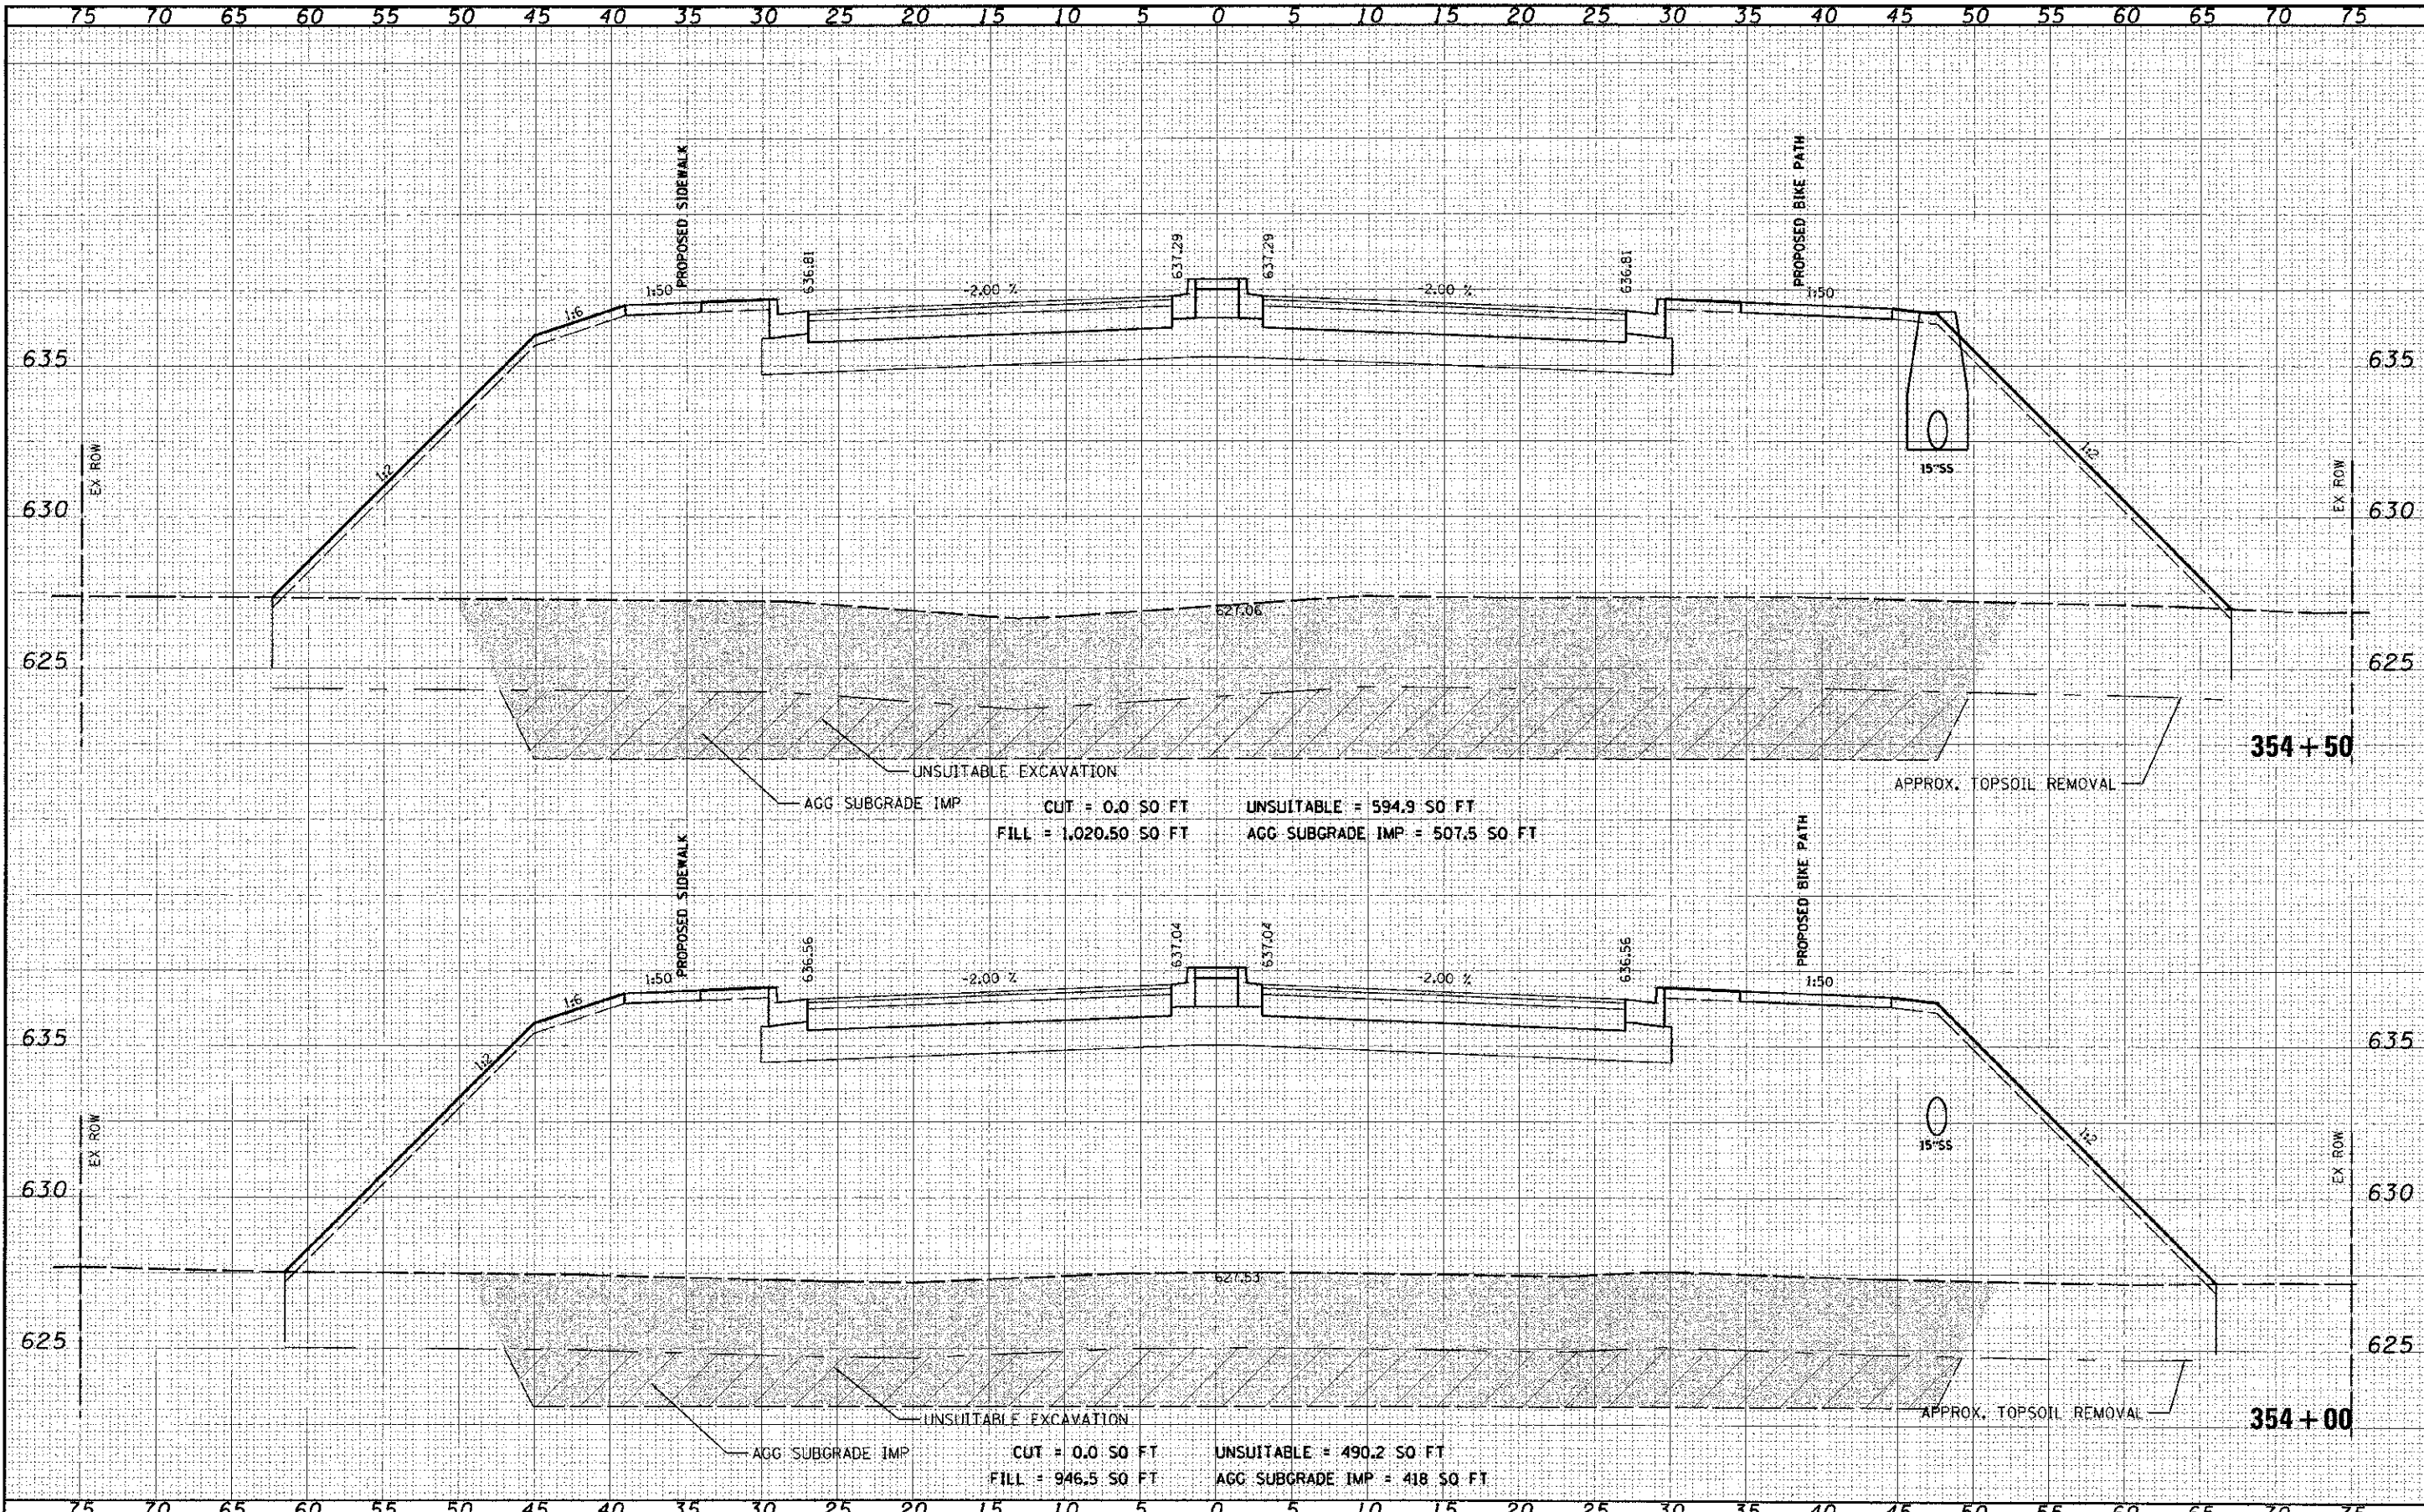 75 70 65 60 55 50 45 40 35 30 25 20 15 10 5 0 5 10 15 20 25 30 35 40 45 50 55 60 65 70 75
PROPOSED SIDEWALK
PROPOSED BIKE PATH
636.81
637.29
637.29
636.81
1:6
1:50
-2.00 %
-2.00 %
1:50
635
635
1:2
1:2
EX ROW
EX ROW
15"SS
630
630
627.06
625
625
354+50
UNSUITABLE EXCAVATION
APPROX. TOPSOIL REMOVAL
AGG SUBGRADE IMP
CUT = 0.0 SQ FT UNSUITABLE = 594.9 SQ FT
FILL = 1,020.50 SQ FT AGG SUBGRADE IMP = 507.5 SQ FT
PROPOSED SIDEWALK
PROPOSED BIKE PATH
636.56
637.04
637.04
636.56
1:6
1:50
-2.00 %
-2.00 %
1:50
635
635
1:2
1:2
EX ROW
EX ROW
15"SS
630
630
627.53
625
625
354+00
UNSUITABLE EXCAVATION
APPROX. TOPSOIL REMOVAL
AGG SUBGRADE IMP
CUT = 0.0 SQ FT UNSUITABLE = 490.2 SQ FT
FILL = 946.5 SQ FT AGG SUBGRADE IMP = 418 SQ FT
75 70 65 60 55 50 45 40 35 30 25 20 15 10 5 0 5 10 15 20 25 30 35 40 45 50 55 60 65 70 75